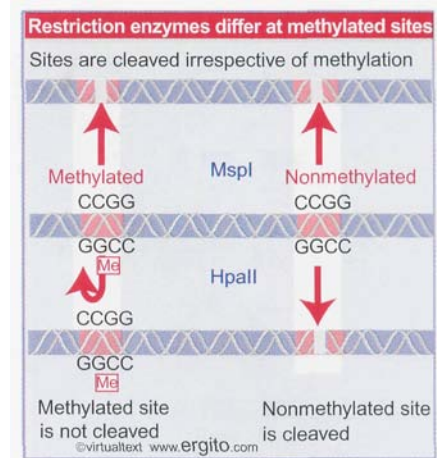 Restriction enzymes differ at methylated sites
Sites are cleaved irrespective of methylation
Methylated MspI Nonmethylated
CCGG CCGG
GGCC GGCC
Me
HpaII
CCGG
GGCC
Me
Methylated site Nonmethylated site
is not cleaved is cleaved
©virtualtext www.ergito.com